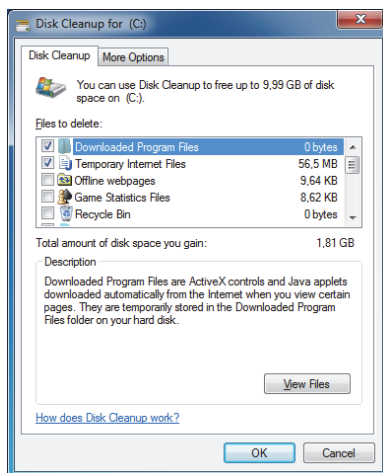 Disk Cleanup for (C:)
Disk Cleanup
More Options
You can use Disk Cleanup to free up to 9,99 GB of disk
space on (C:).
Files to delete:
Downloaded Program Files 0 bytes
Temporary Internet Files 56,5 MB
Offline webpages 9,64 KB
Game Statistics Files 8,62 KB
Recycle Bin 0 bytes
Total amount of disk space you gain: 1,81 GB
Description
Downloaded Program Files are ActiveX controls and Java applets
downloaded automatically from the Internet when you view certain
pages. They are temporarily stored in the Downloaded Program
Files folder on your hard disk.
View Files
How does Disk Cleanup work?
OK Cancel